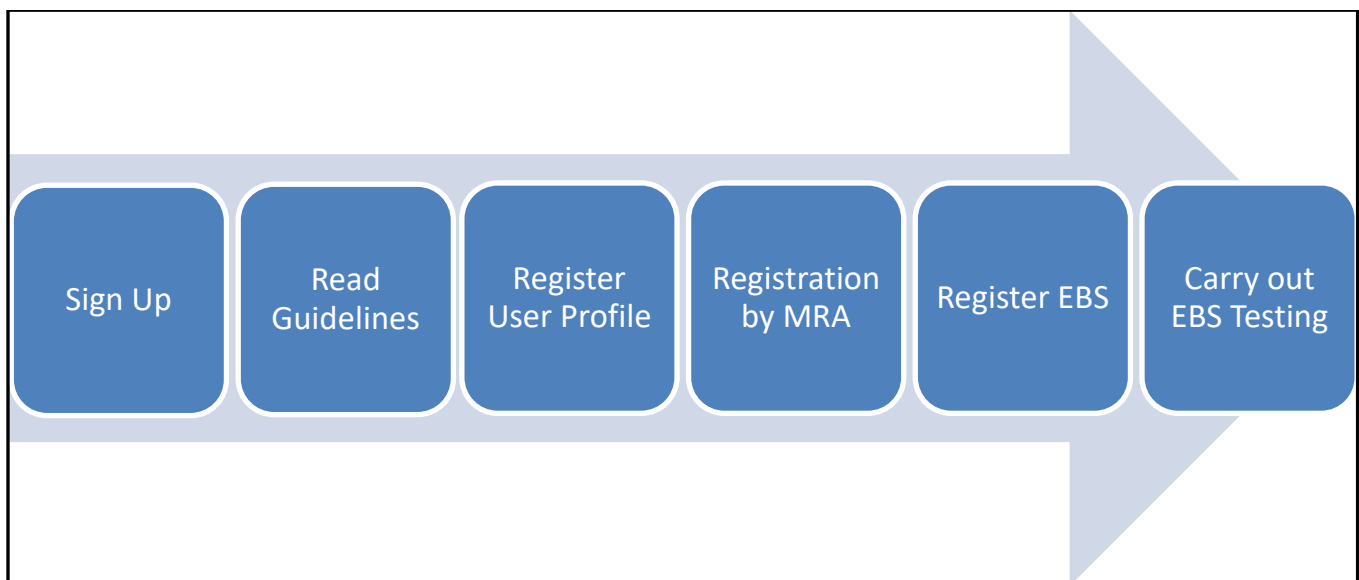 Sign Up
Read
Guidelines
Register
User Profile
Registration
by MRA
Register EBS
Carry out
EBS Testing